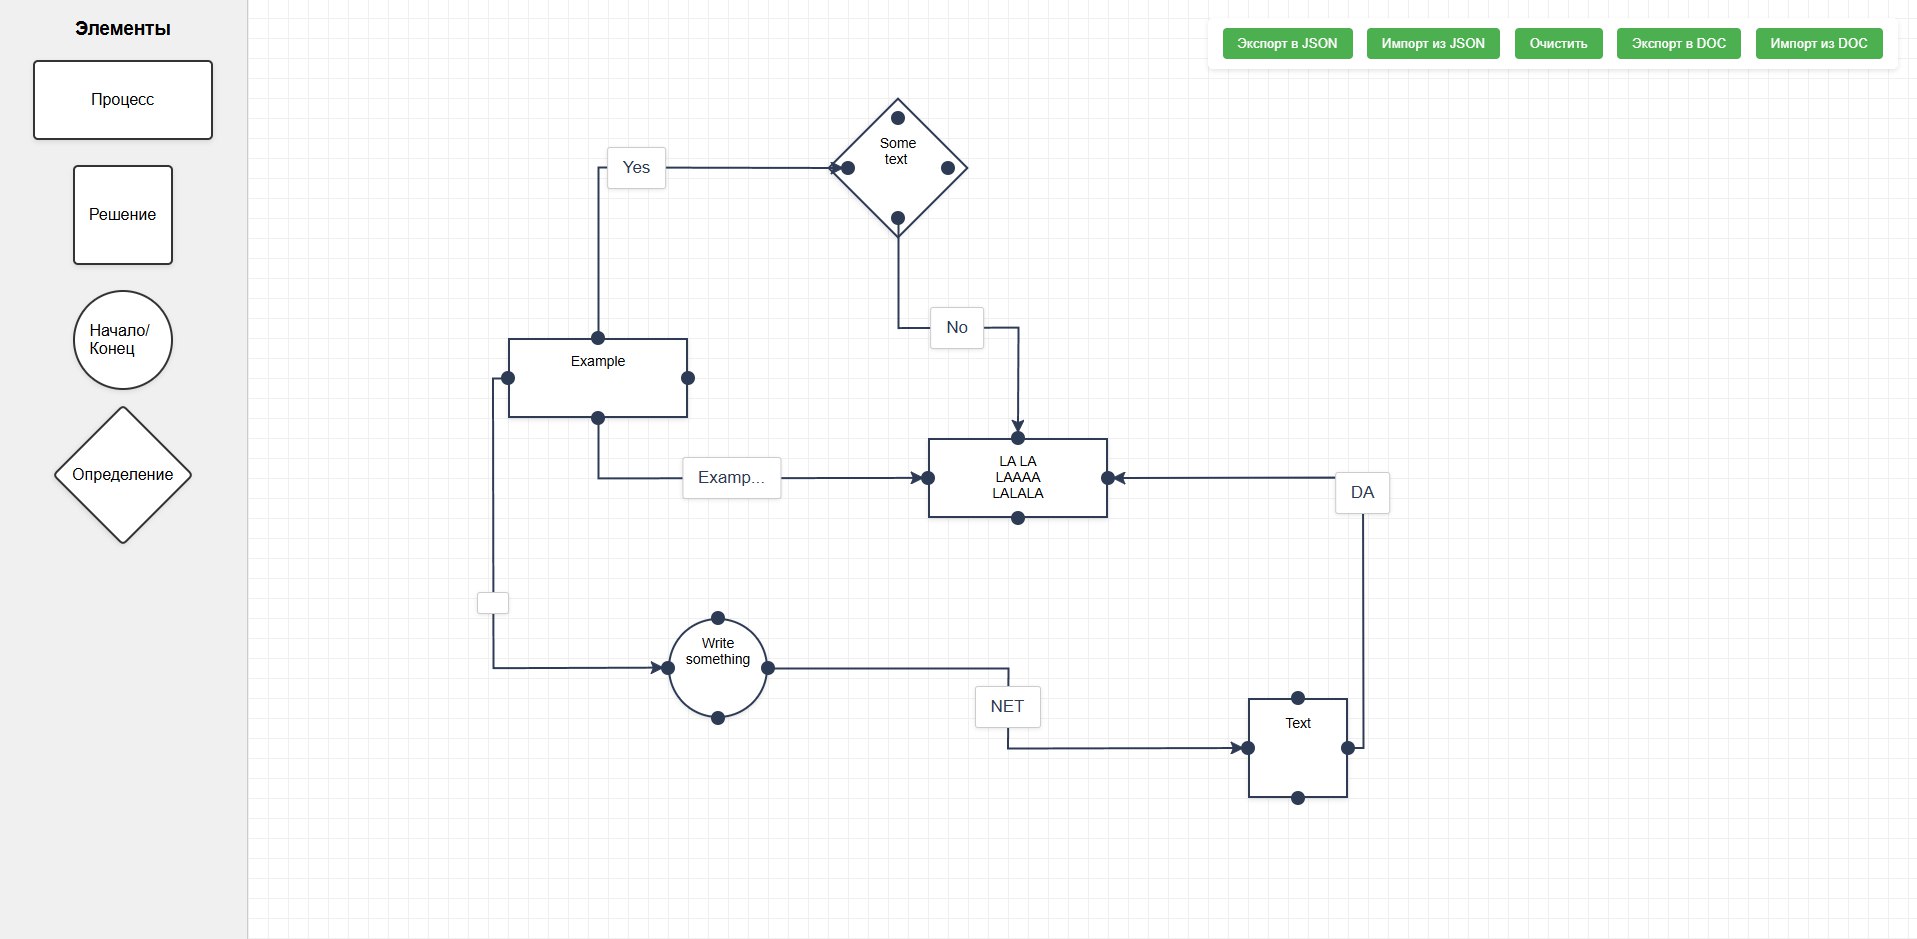 Элементы
Процесс
Решение
Начало/
Конец
Определение
Экспорт в JSON
Импорт из JSON
Очистить
Экспорт в DOC
Импорт из DOC
Some
text
Yes
No
Example
LA LA
LAAAA
LALALA
Examp...
DA
Write
something
NET
Text